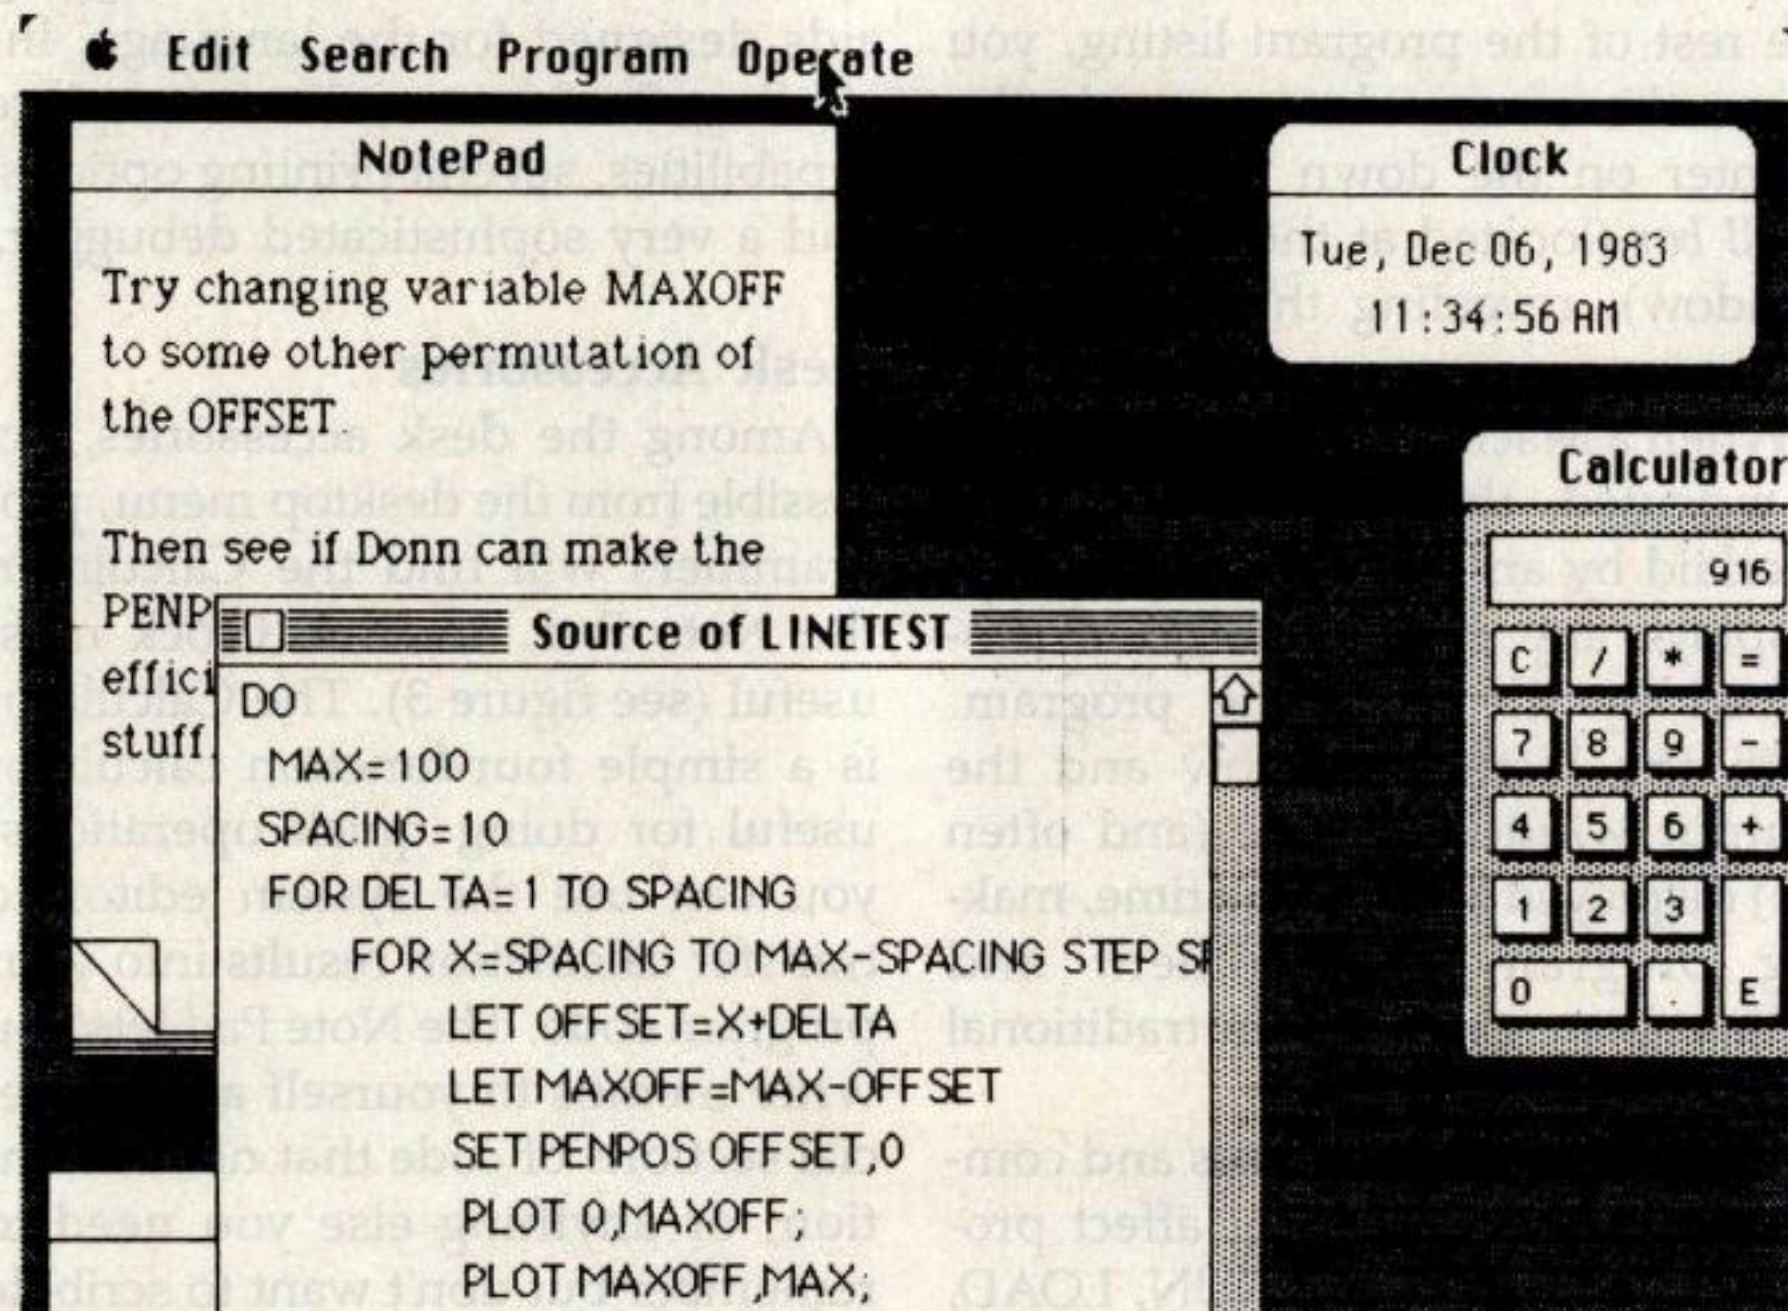 Edit Search Program Operate
NotePad
Try changing variable MAXOFF
to some other permutation of
the OFFSET.
Then see if Donn can make the
PENP
effici
stuff.
Clock
Tue, Dec 06, 1983
11:34:56 AM
Calculator
916
C / * =
7 8 9 -
4 5 6 +
1 2 3
0 . E
Source of LINETEST
DO
MAX=100
SPACING=10
FOR DELTA=1 TO SPACING
FOR X=SPACING TO MAX-SPACING STEP SP
LET OFFSET=X+DELTA
LET MAXOFF=MAX-OFFSET
SET PENPOS OFFSET,0
PLOT 0,MAXOFF;
PLOT MAXOFF,MAX;